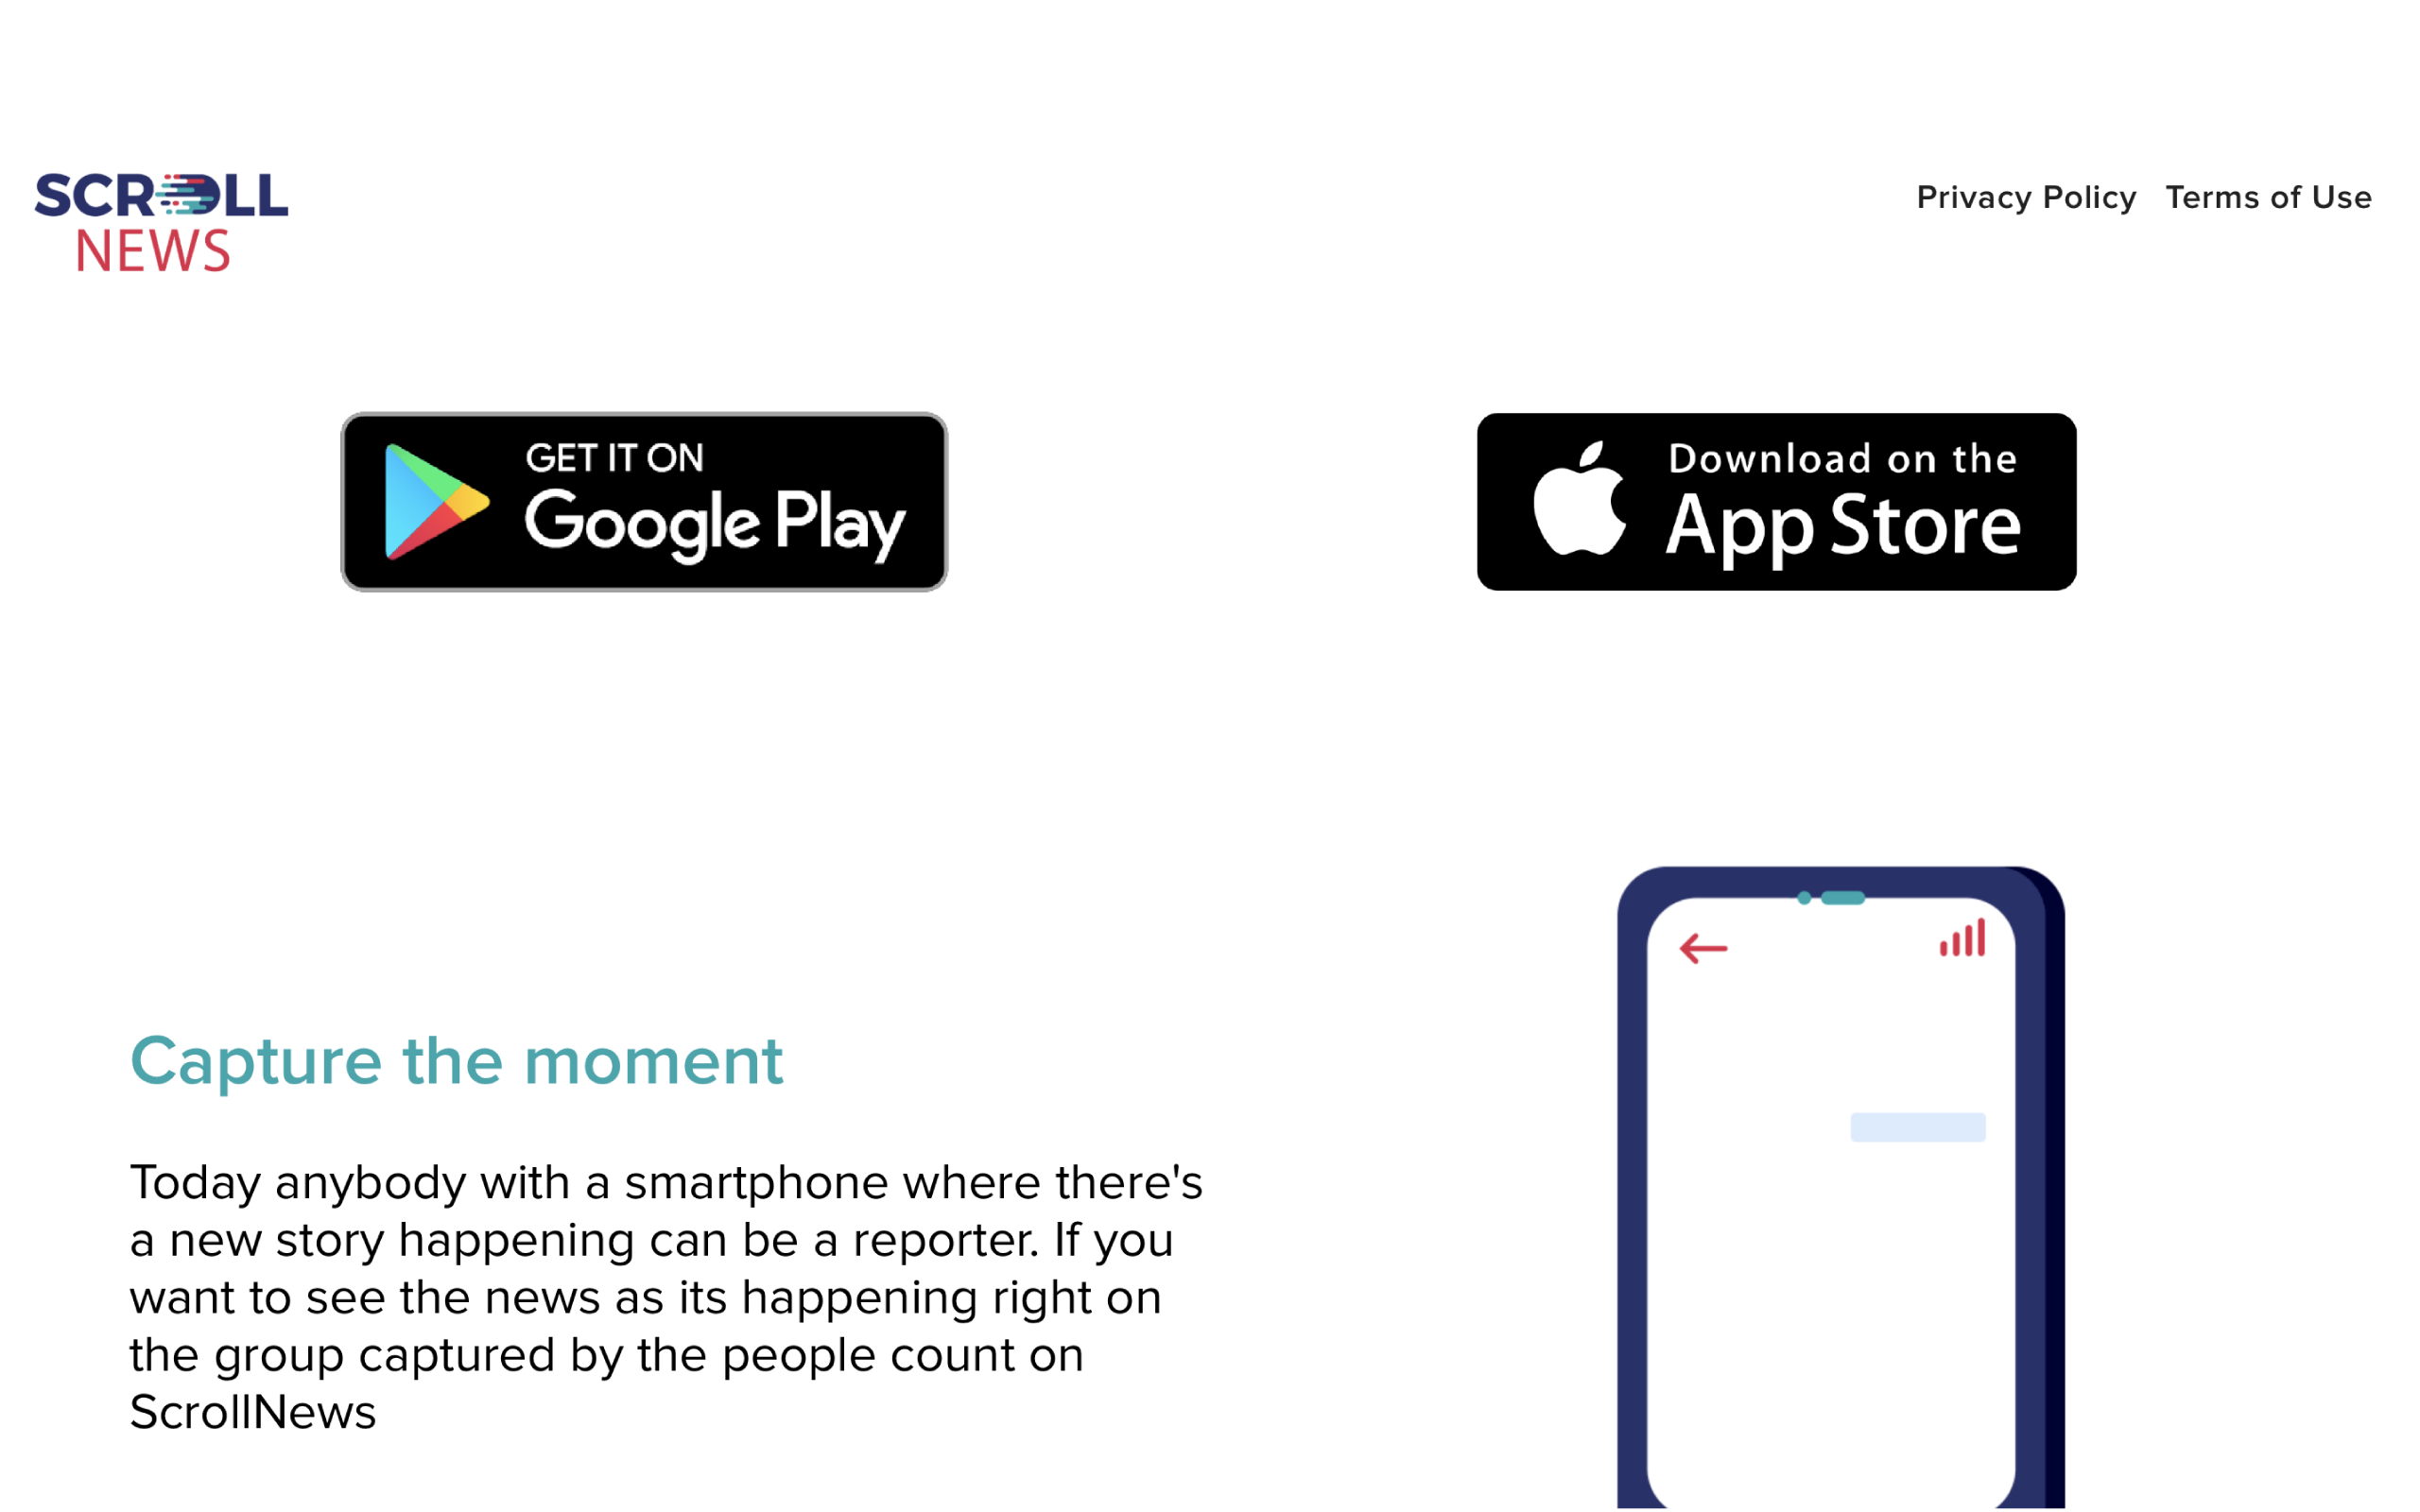 SCROLL
NEWS
Privacy Policy
Terms of Use
GET IT ON
Google Play
Download on the
App Store
Capture the moment
Today anybody with a smartphone where there's
a new story happening can be a reporter. If you
want to see the news as its happening right on
the group captured by the people count on
ScrollNews